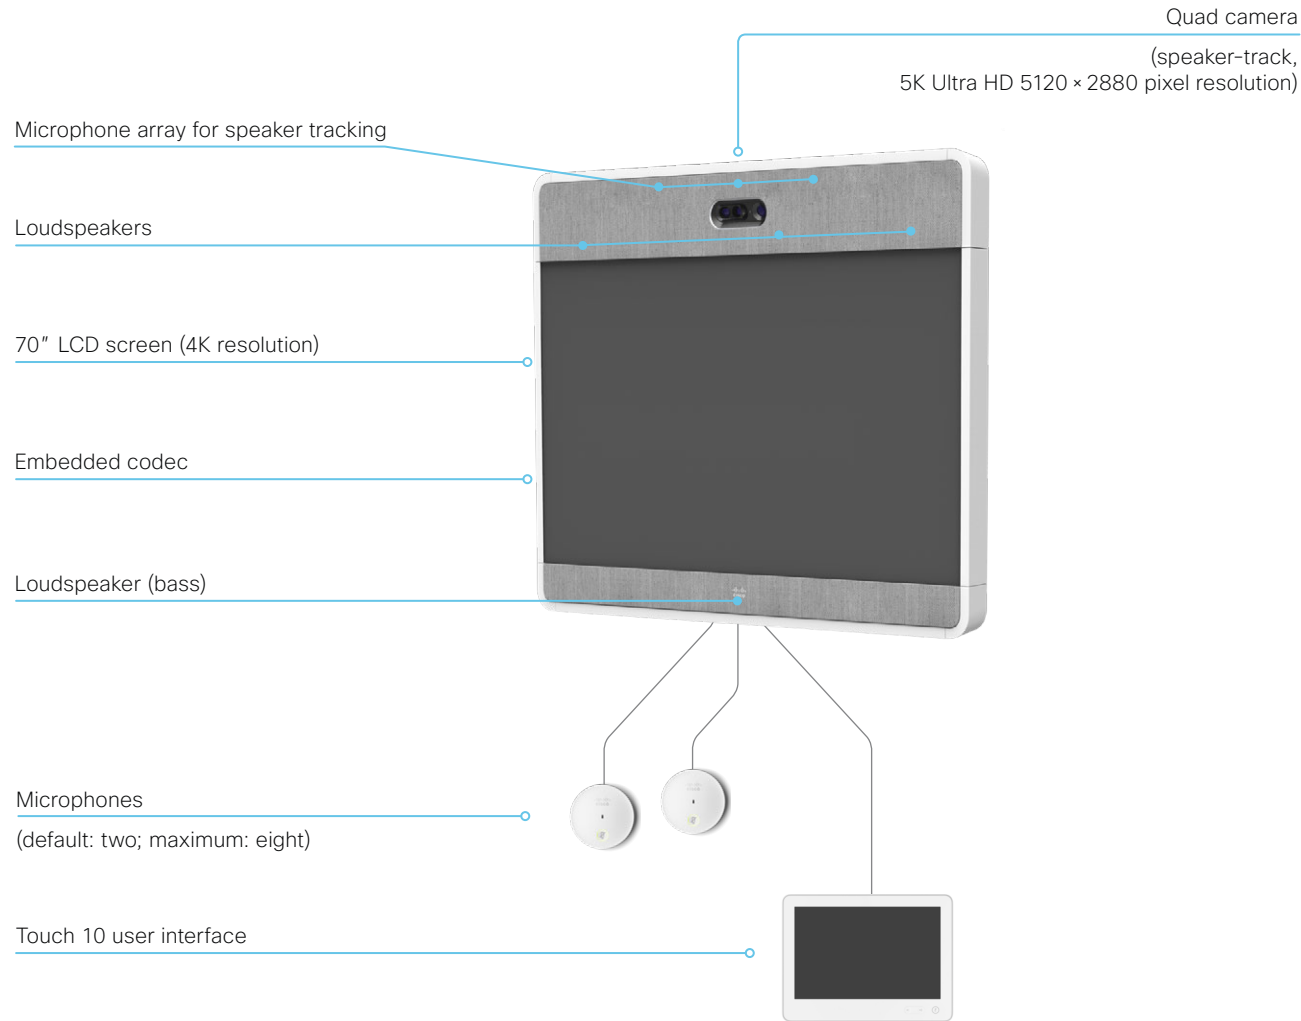 Quad camera
(speaker-track,
5K Ultra HD 5120 × 2880 pixel resolution)
Microphone array for speaker tracking
Loudspeakers
70" LCD screen (4K resolution)
Embedded codec
Loudspeaker (bass)
Microphones
(default: two; maximum: eight)
Touch 10 user interface